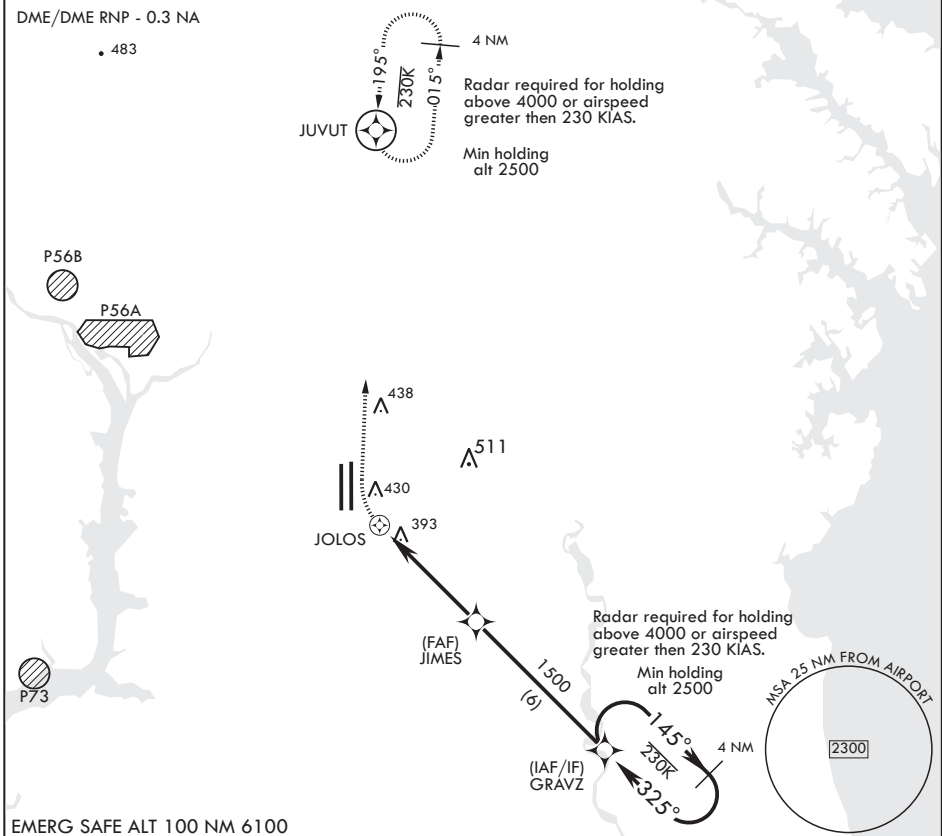 DME/DME RNP - 0.3 NA
483
4 NM
195°
230K
015°
JUVUT
Radar required for holding
above 4000 or airspeed
greater then 230 KIAS.
Min holding
alt 2500
P56B
P56A
438
511
430
JOLOS
393
(FAF)
JIMES
1500
(6)
Radar required for holding
above 4000 or airspeed
greater then 230 KIAS.
Min holding
alt 2500
P73
145°
4 NM
230K
325°
(IAF/IF)
GRAVZ
MSA 25 NM FROM AIRPORT
2300
EMERG SAFE ALT 100 NM 6100